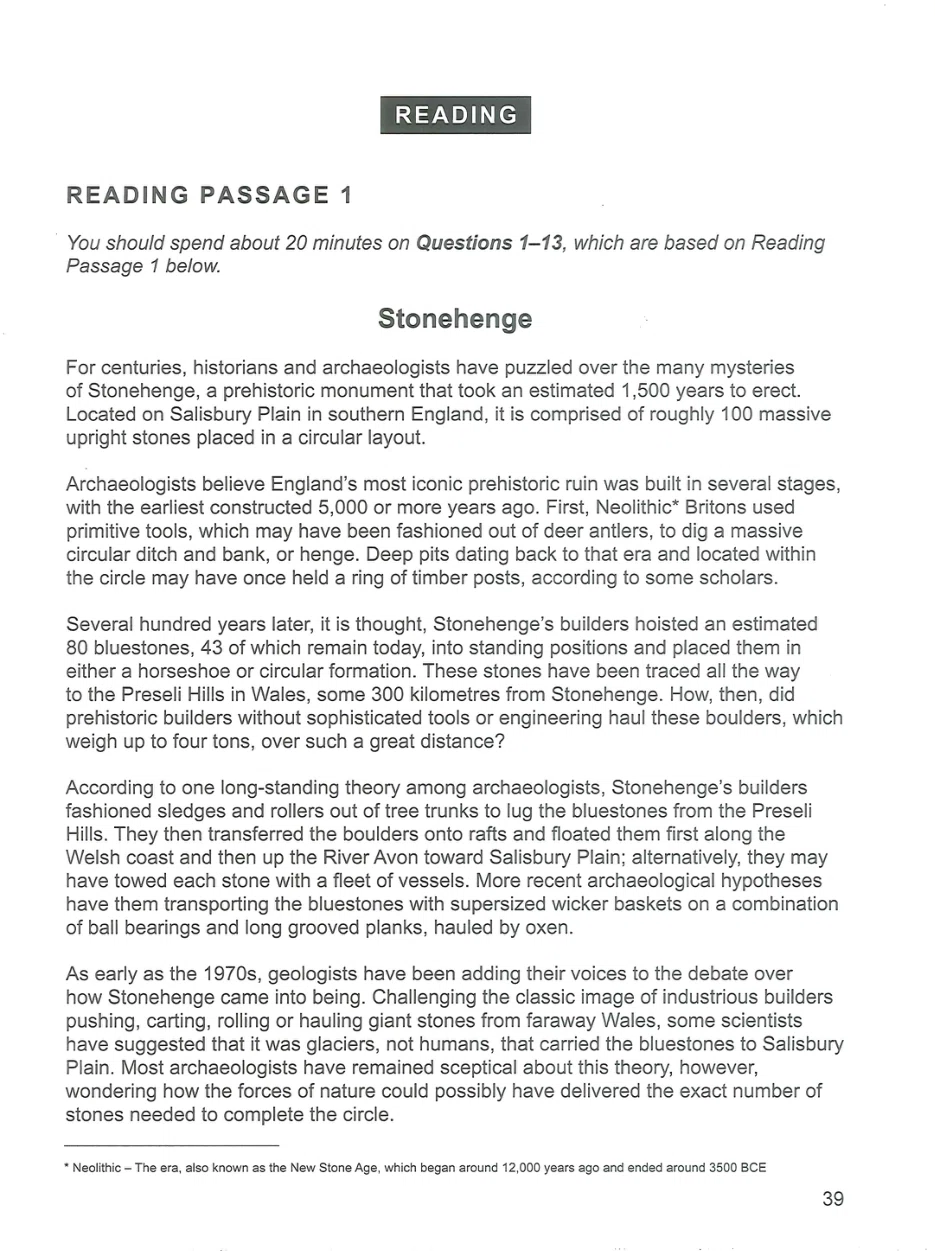 READING
READING PASSAGE 1
You should spend about 20 minutes on Questions 1–13, which are based on Reading
Passage 1 below.
Stonehenge
For centuries, historians and archaeologists have puzzled over the many mysteries
of Stonehenge, a prehistoric monument that took an estimated 1,500 years to erect.
Located on Salisbury Plain in southern England, it is comprised of roughly 100 massive
upright stones placed in a circular layout.
Archaeologists believe England's most iconic prehistoric ruin was built in several stages,
with the earliest constructed 5,000 or more years ago. First, Neolithic* Britons used
primitive tools, which may have been fashioned out of deer antlers, to dig a massive
circular ditch and bank, or henge. Deep pits dating back to that era and located within
the circle may have once held a ring of timber posts, according to some scholars.
Several hundred years later, it is thought, Stonehenge's builders hoisted an estimated
80 bluestones, 43 of which remain today, into standing positions and placed them in
either a horseshoe or circular formation. These stones have been traced all the way
to the Preseli Hills in Wales, some 300 kilometres from Stonehenge. How, then, did
prehistoric builders without sophisticated tools or engineering haul these boulders, which
weigh up to four tons, over such a great distance?
According to one long-standing theory among archaeologists, Stonehenge's builders
fashioned sledges and rollers out of tree trunks to lug the bluestones from the Preseli
Hills. They then transferred the boulders onto rafts and floated them first along the
Welsh coast and then up the River Avon toward Salisbury Plain; alternatively, they may
have towed each stone with a fleet of vessels. More recent archaeological hypotheses
have them transporting the bluestones with supersized wicker baskets on a combination
of ball bearings and long grooved planks, hauled by oxen.
As early as the 1970s, geologists have been adding their voices to the debate over
how Stonehenge came into being. Challenging the classic image of industrious builders
pushing, carting, rolling or hauling giant stones from faraway Wales, some scientists
have suggested that it was glaciers, not humans, that carried the bluestones to Salisbury
Plain. Most archaeologists have remained sceptical about this theory, however,
wondering how the forces of nature could possibly have delivered the exact number of
stones needed to complete the circle.
* Neolithic – The era, also known as the New Stone Age, which began around 12,000 years ago and ended around 3500 BCE
39